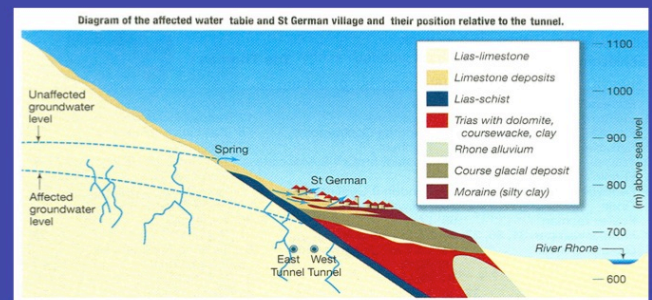 Diagram of the affected water table and St German village and their position relative to the tunnel.
Lias-limestone
Limestone deposits
Lias-schist
Trias with dolomite,
coursewacke, clay
Rhone alluvium
Course glacial deposit
Moraine (silty clay)
1100
1000
900
800
700
600
(m) above sea level
Unaffected
groundwater
level
Affected
groundwater
level
Spring
St German
East
Tunnel
West
Tunnel
River Rhone